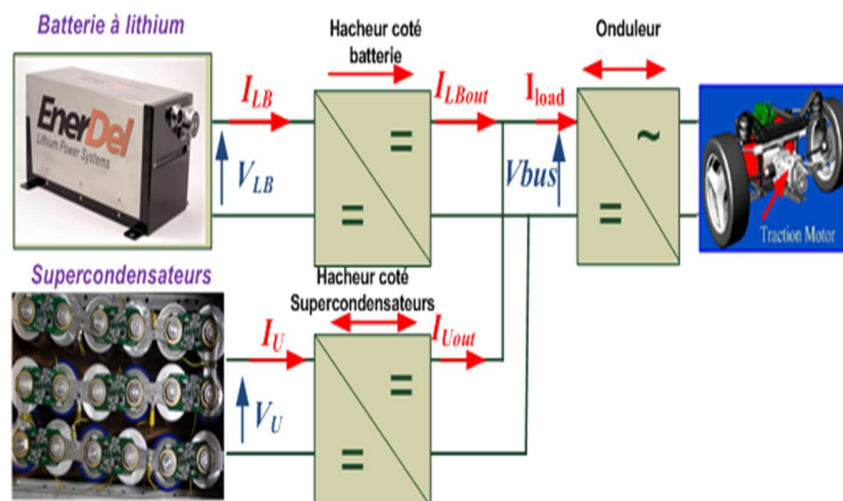 Batterie à lithium
Hacheur coté
batterie
Onduleur
EnerDel
Lithium Power Systems
I_LB
I_LBout
I_load
V_LB
Vbus
=
=
~
=
Traction Motor
Supercondensateurs
Hacheur coté
Supercondensateurs
I_U
I_Uout
V_U
=
=